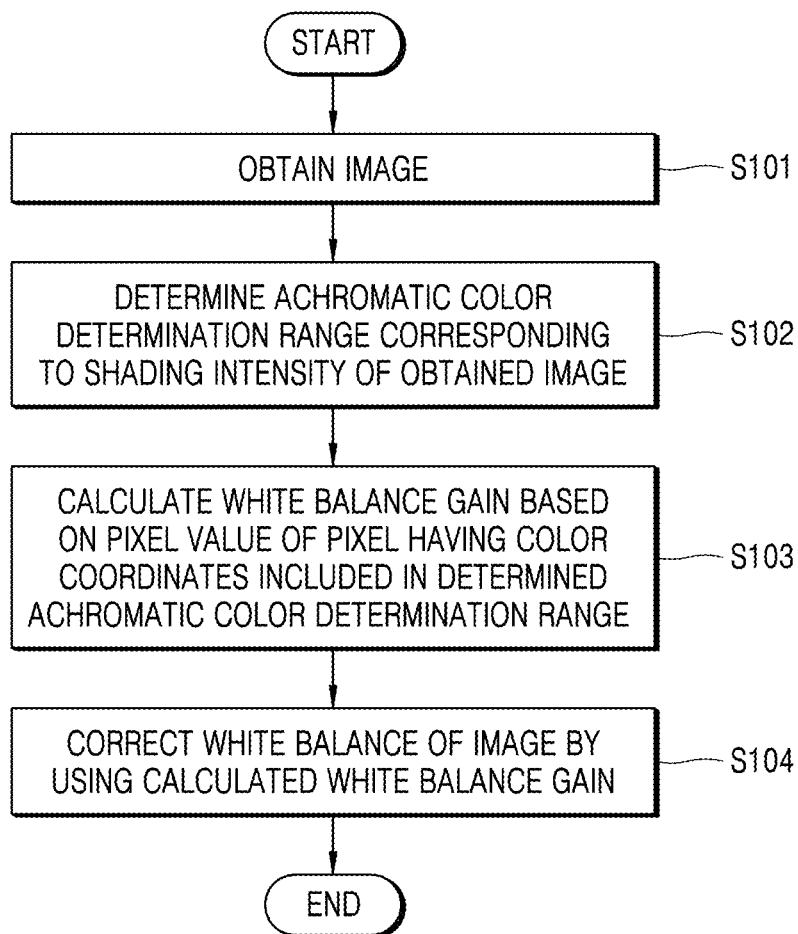 START
OBTAIN IMAGE
S101
DETERMINE ACHROMATIC COLOR
DETERMINATION RANGE CORRESPONDING
TO SHADING INTENSITY OF OBTAINED IMAGE
S102
CALCULATE WHITE BALANCE GAIN BASED
ON PIXEL VALUE OF PIXEL HAVING COLOR
COORDINATES INCLUDED IN DETERMINED
ACHROMATIC COLOR DETERMINATION RANGE
S103
CORRECT WHITE BALANCE OF IMAGE BY
USING CALCULATED WHITE BALANCE GAIN
S104
END